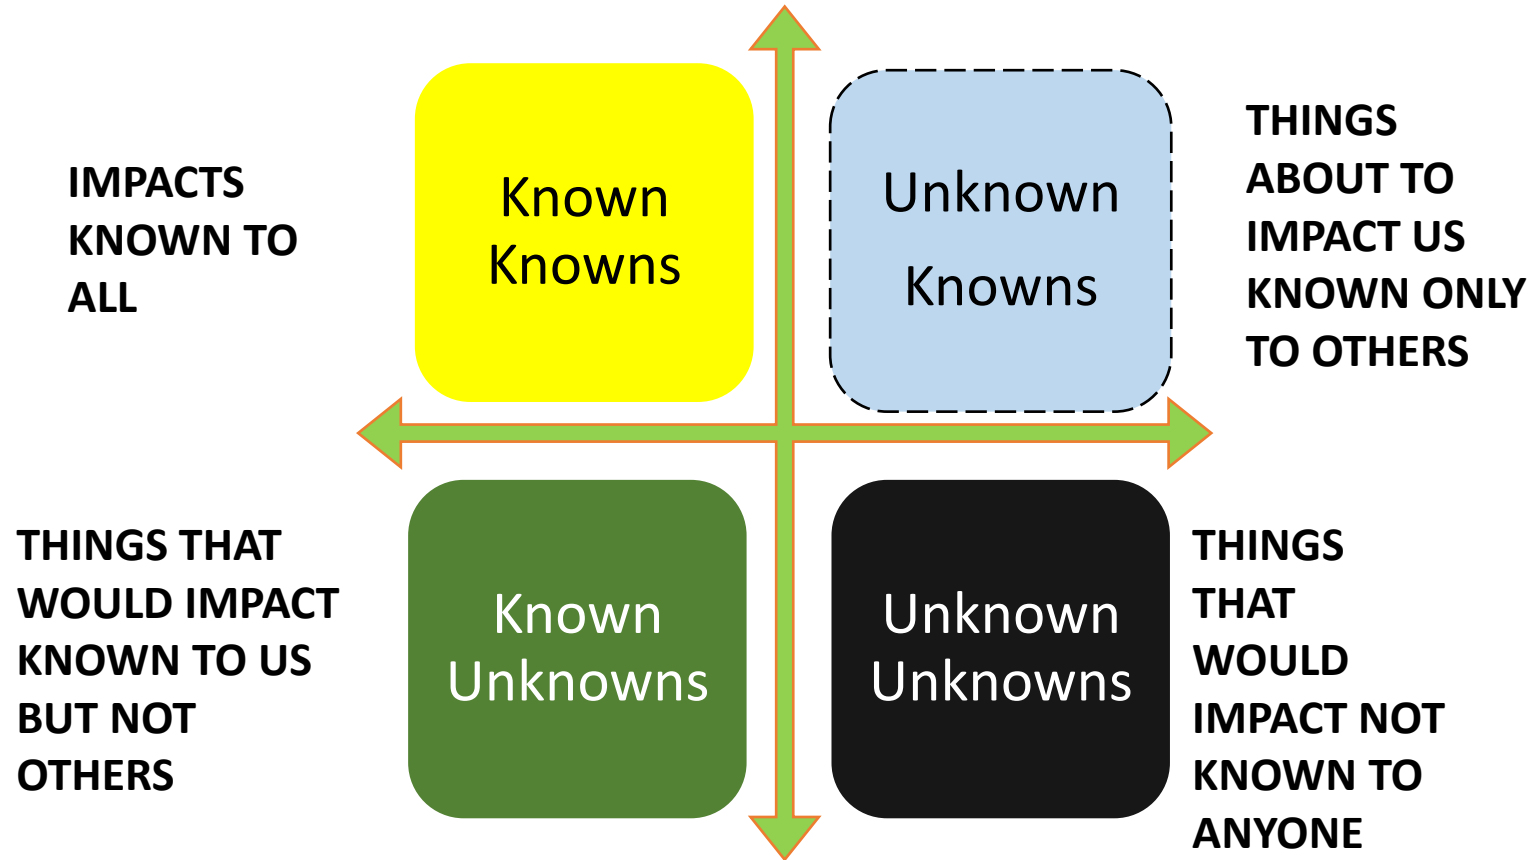 IMPACTS
KNOWN TO
ALL
Known
Knowns
Unknown
Knowns
THINGS
ABOUT TO
IMPACT US
KNOWN ONLY
TO OTHERS
THINGS THAT
WOULD IMPACT
KNOWN TO US
BUT NOT
OTHERS
Known
Unknowns
Unknown
Unknowns
THINGS
THAT
WOULD
IMPACT NOT
KNOWN TO
ANYONE